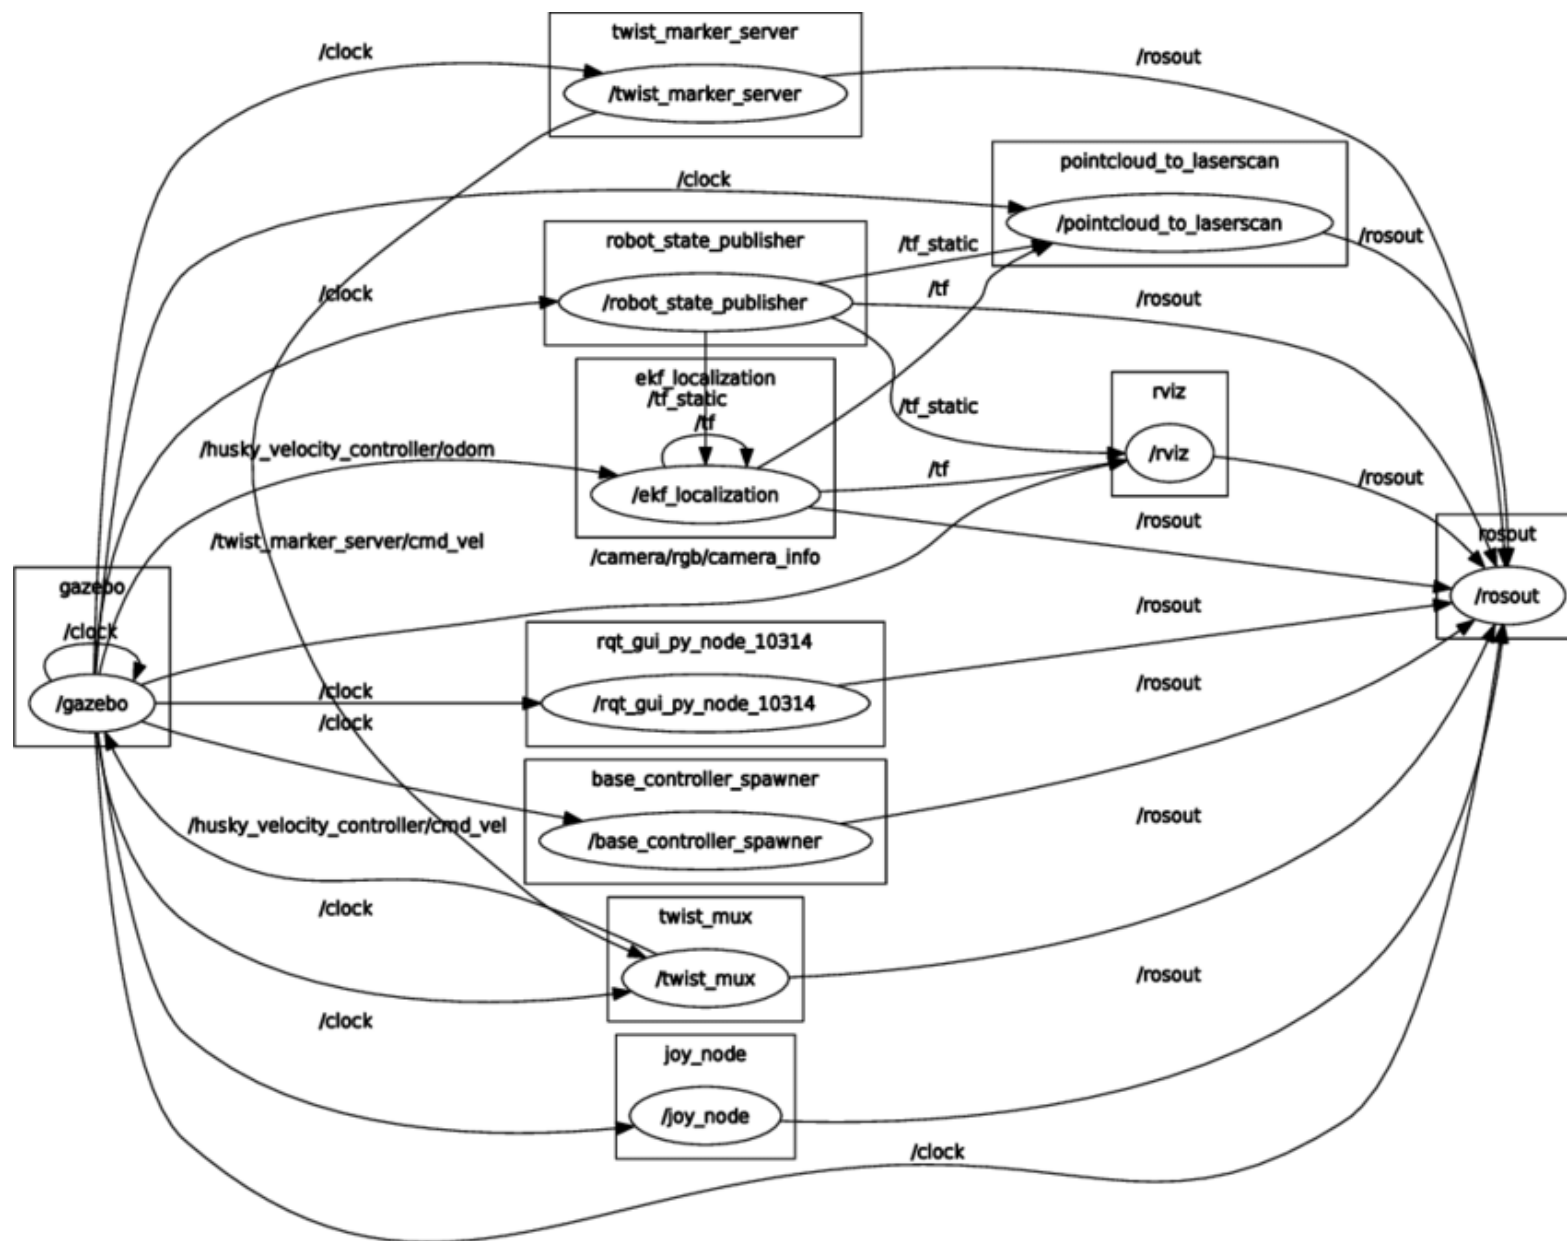 twist_marker_server
/clock
/rosout
/twist_marker_server
pointcloud_to_laserscan
/clock
/pointcloud_to_laserscan
/rosout
robot_state_publisher
/tf_static
/tf
/clock
/robot_state_publisher
/rosout
ekf_localization
/tf_static
/tf
rviz
/tf_static
/husky_velocity_controller/odom
/rviz
/tf
/rosout
/ekf_localization
/rosout
rosout
/twist_marker_server/cmd_vel
/camera/rgb/camera_info
gazebo
/rosout
/rosout
/clock
rqt_gui_py_node_10314
/clock
/gazebo
/rqt_gui_py_node_10314
/rosout
/clock
base_controller_spawner
/husky_velocity_controller/cmd_vel
/base_controller_spawner
/rosout
/clock
twist_mux
/twist_mux
/rosout
/clock
joy_node
/joy_node
/clock